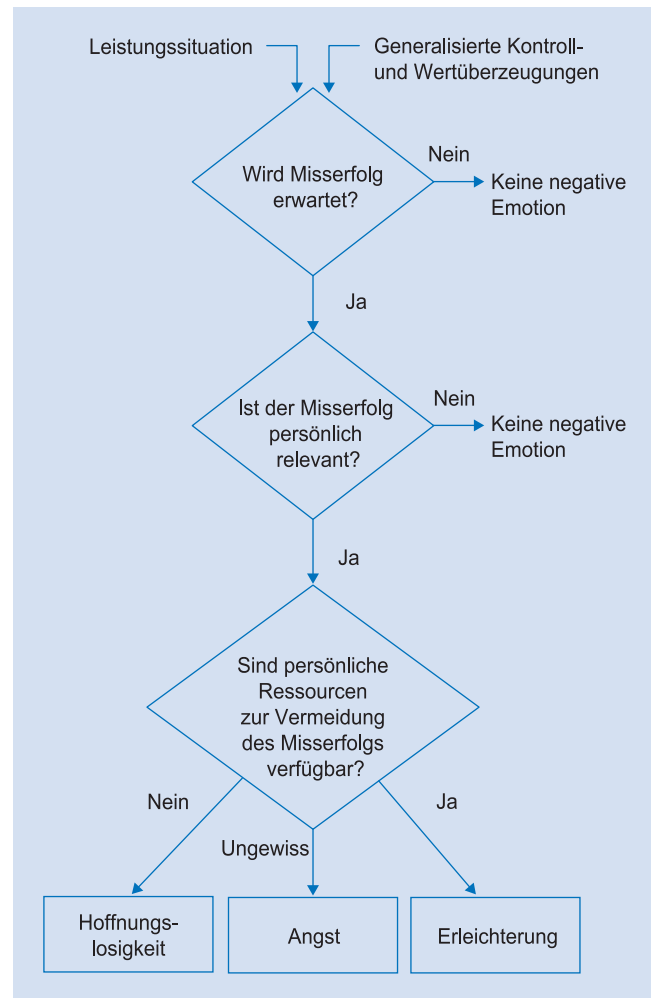 Leistungssituation
Generalisierte Kontroll-
und Wertüberzeugungen
Wird Misserfolg
erwartet?
Nein
Keine negative
Emotion
Ja
Ist der Misserfolg
persönlich
relevant?
Nein
Keine negative
Emotion
Ja
Sind persönliche
Ressourcen
zur Vermeidung
des Misserfolgs
verfügbar?
Nein
Ungewiss
Ja
Hoffnungs-
losigkeit
Angst
Erleichterung